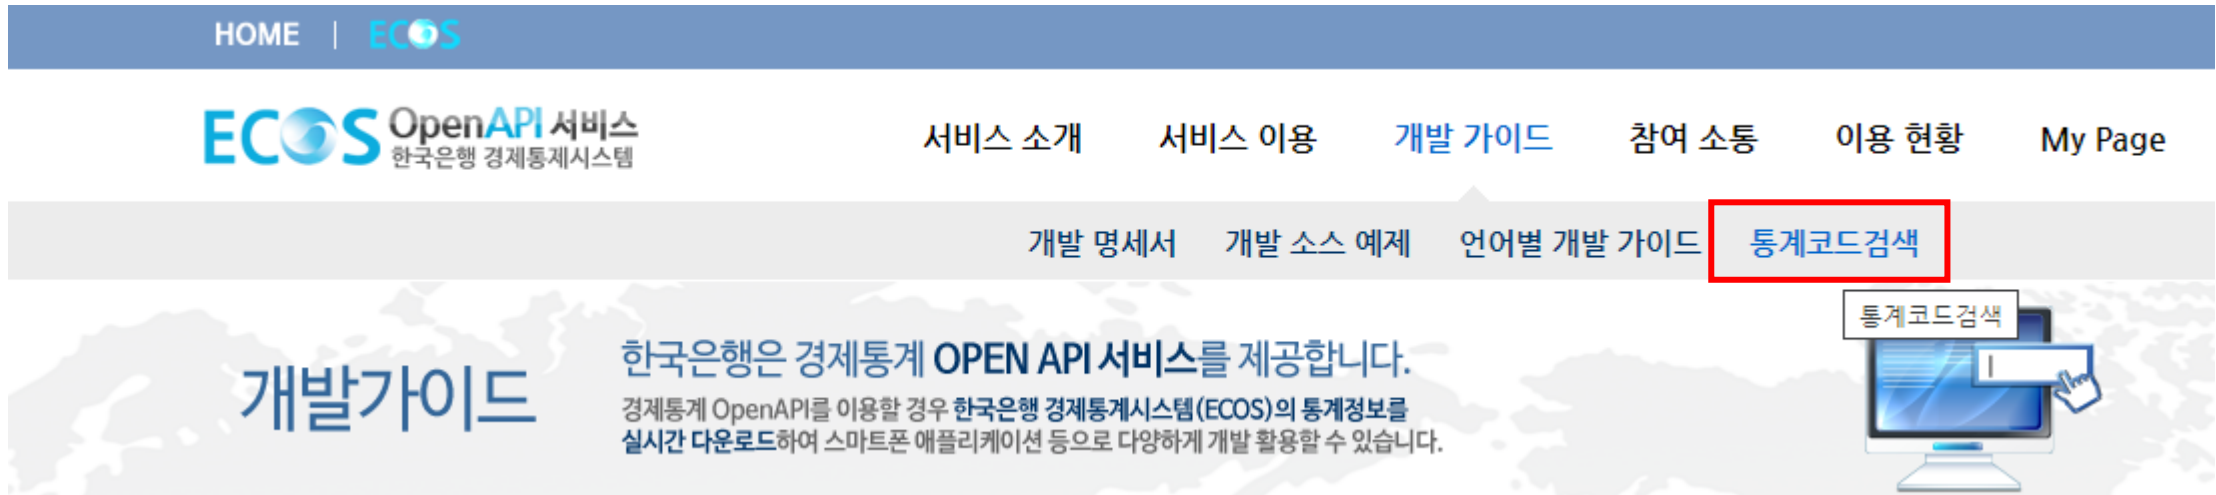 HOME | ECOS
ECOS OpenAPI 서비스
한국은행 경제통제시스템
서비스 소개 서비스 이용 개발 가이드 참여 소통 이용 현황 My Page
개발 명세서 개발 소스 예제 언어별 개발 가이드 통계코드검색
통계코드검색
개발가이드
한국은행은 경제통계 OPEN API 서비스를 제공합니다.
경제통계 OpenAPI를 이용할 경우 한국은행 경제통계시스템(ECOS)의 통계정보를
실시간 다운로드하여 스마트폰 애플리케이션 등으로 다양하게 개발 활용할 수 있습니다.